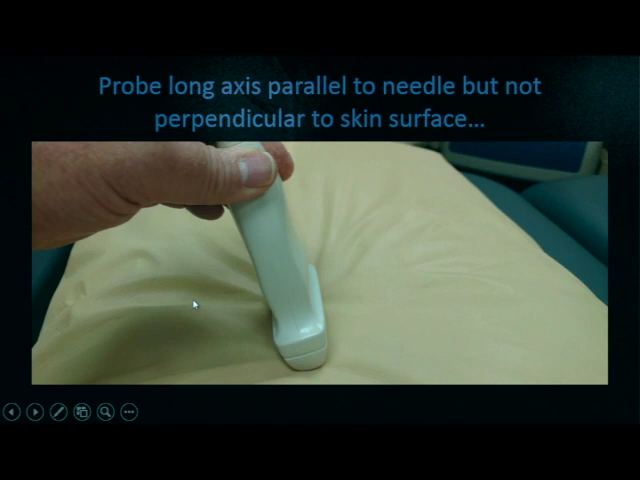 Probe long axis parallel to needle but not
perpendicular to skin surface...